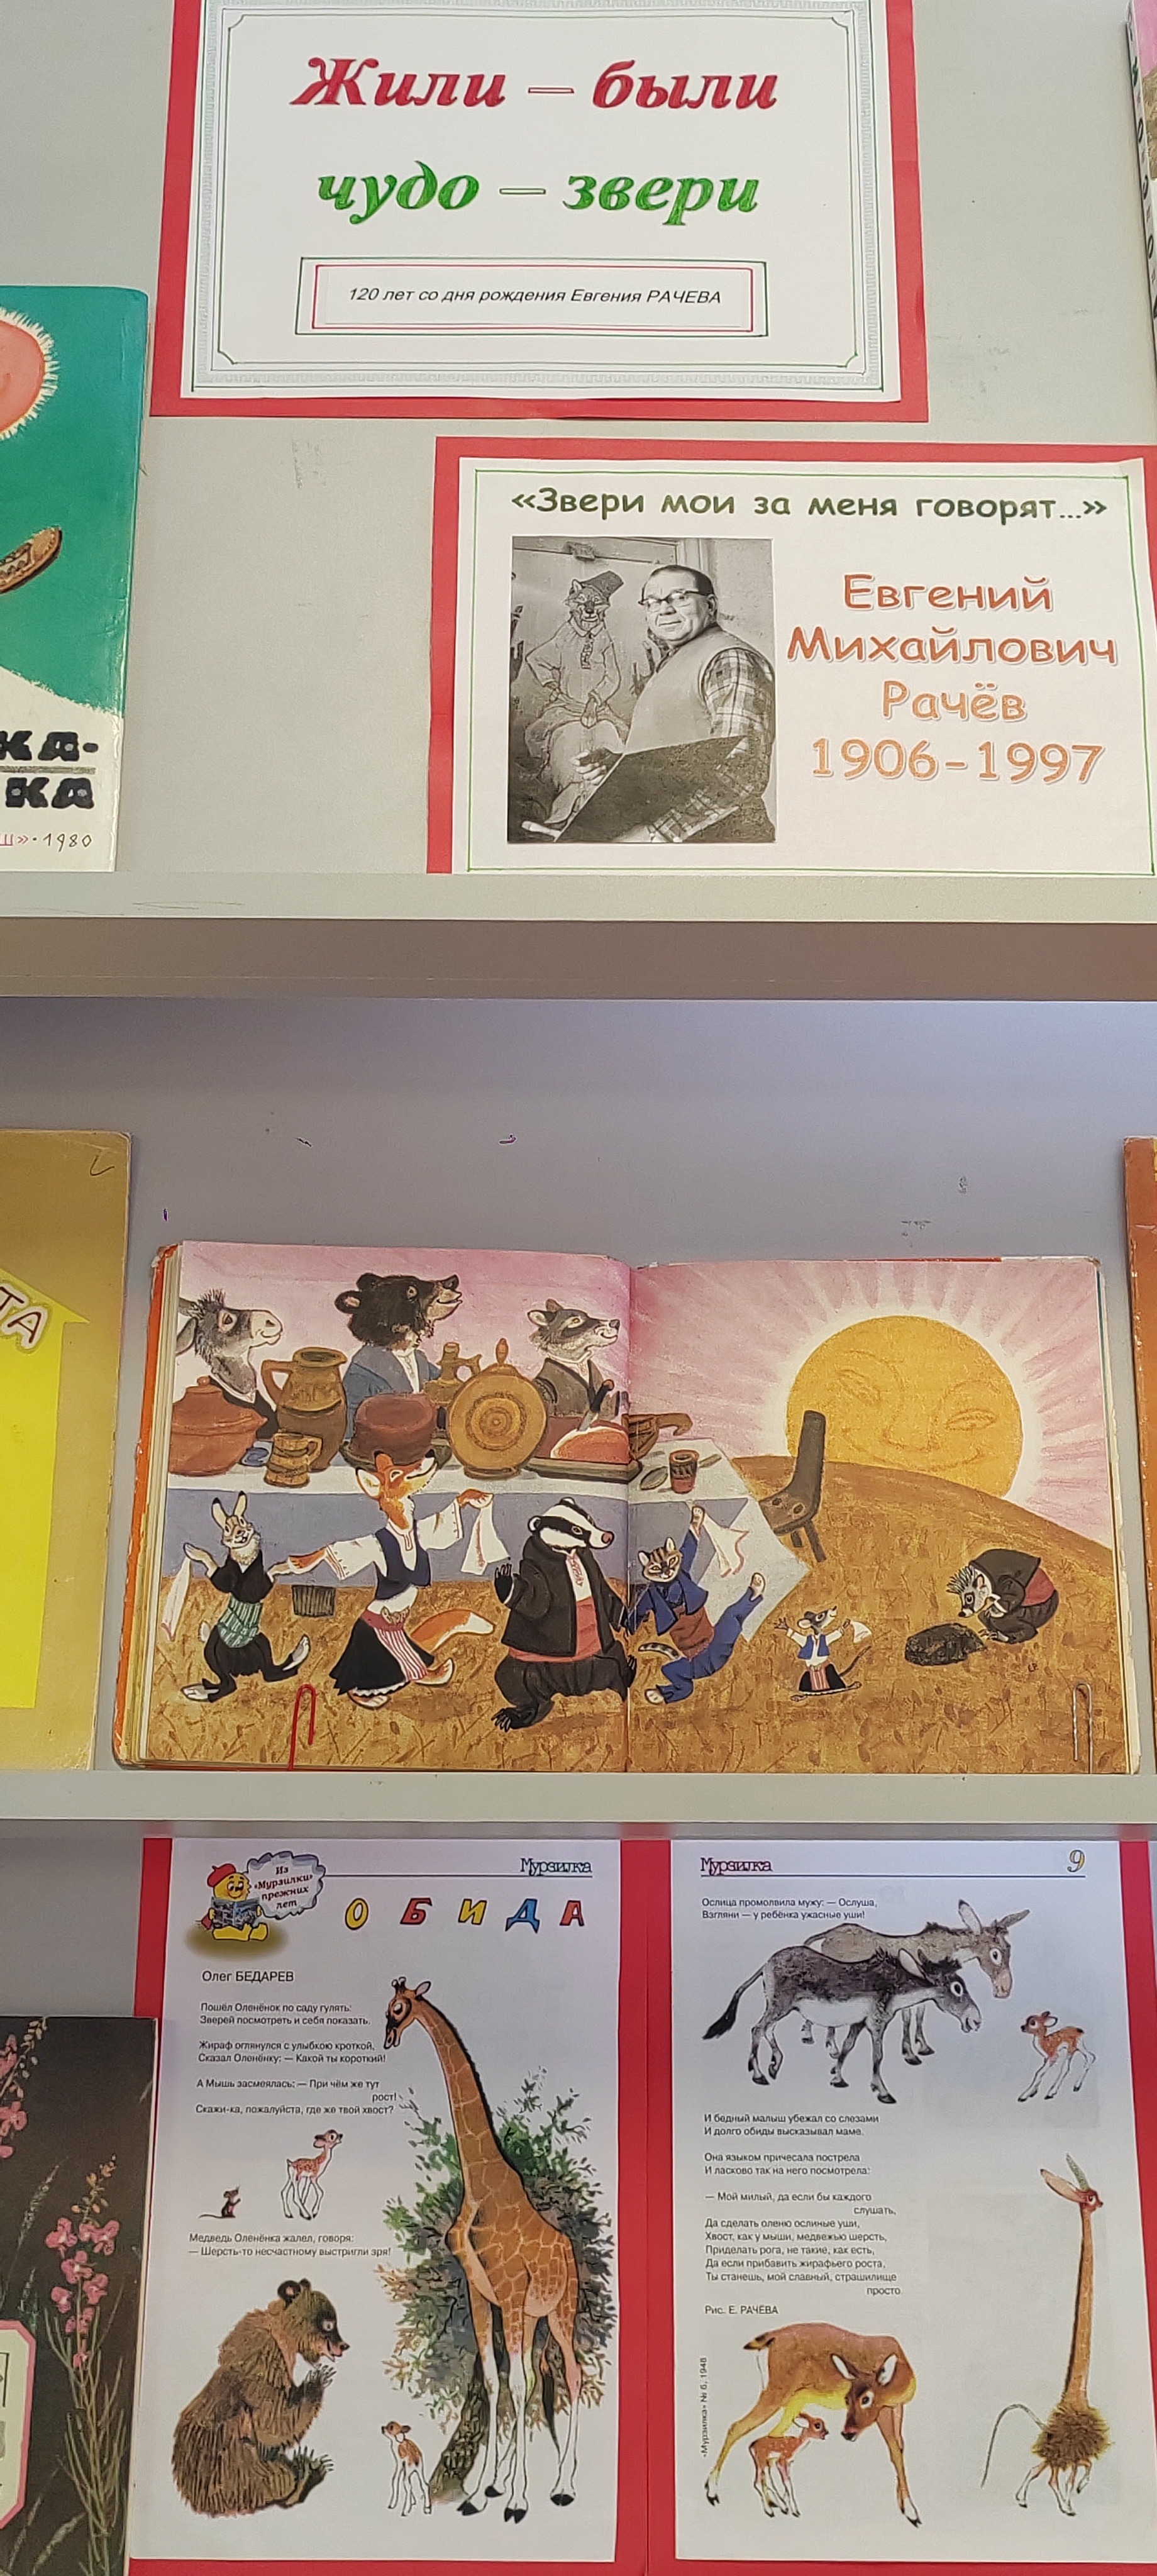 Жили – были
чудо – звери
120 лет со дня рождения Евгения РАЧЕВА
КА-
КА
Ш»·1980
«Звери мои за меня говорят...»
Евгений
Михайлович
Рачёв
1906-1997
ТА
Из
«Мурзилки»
прежних
лет
Мурзилка
ОБИДА
Олег БЕДАРЕВ
Пошёл Оленёнок по саду гулять:
Зверей посмотреть и себя показать.
Жираф оглянулся с улыбкою кроткой,
Сказал Оленёнку: — Какой ты короткий!
А Мышь засмеялась: — При чём же тут
рост!
Скажи-ка, пожалуйста, где же твой хвост?
Медведь Оленёнка жалел, говоря:
— Шерсть-то несчастному выстригли зря!
Мурзилка
9
Ослица промолвила мужу: — Ослуша,
Взгляни — у ребёнка ужасные уши!
И бедный малыш убежал со слезами
И долго обиды высказывал маме.
Она языком причесала пострела
И ласково так на него посмотрела:
— Мой милый, да если бы каждого
слушать,
Да сделать оленю ослиные уши,
Хвост, как у мыши, медвежью шерсть,
Приделать рога, не такие, как есть,
Да если прибавить жирафьего роста,
Ты станешь, мой славный, страшилище
просто.
Рис. Е. РАЧЁВА
«Мурзилка» № 6, 1948